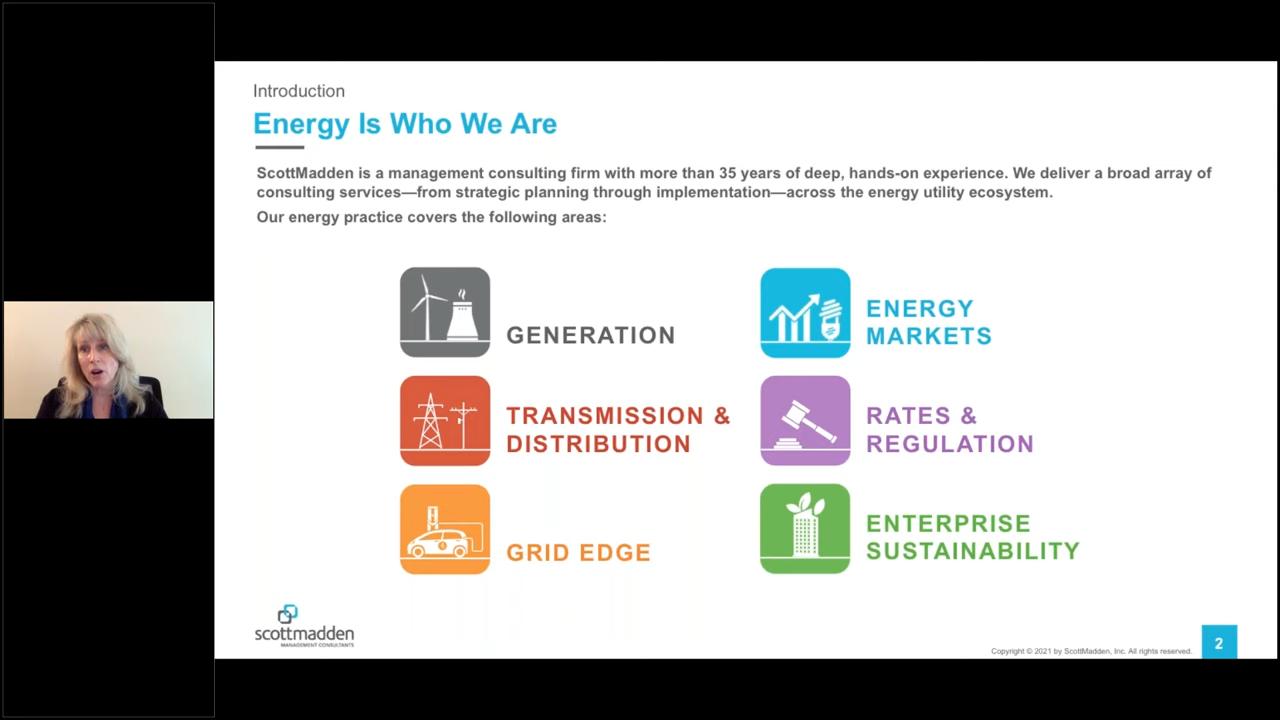 Introduction
Energy Is Who We Are
ScottMadden is a management consulting firm with more than 35 years of deep, hands-on experience. We deliver a broad array of
consulting services—from strategic planning through implementation—across the energy utility ecosystem.
Our energy practice covers the following areas:
GENERATION
ENERGY
MARKETS
TRANSMISSION &
DISTRIBUTION
RATES &
REGULATION
GRID EDGE
ENTERPRISE
SUSTAINABILITY
scottmadden
MANAGEMENT CONSULTANTS
Copyright © 2021 by ScottMadden, Inc. All rights reserved.
2